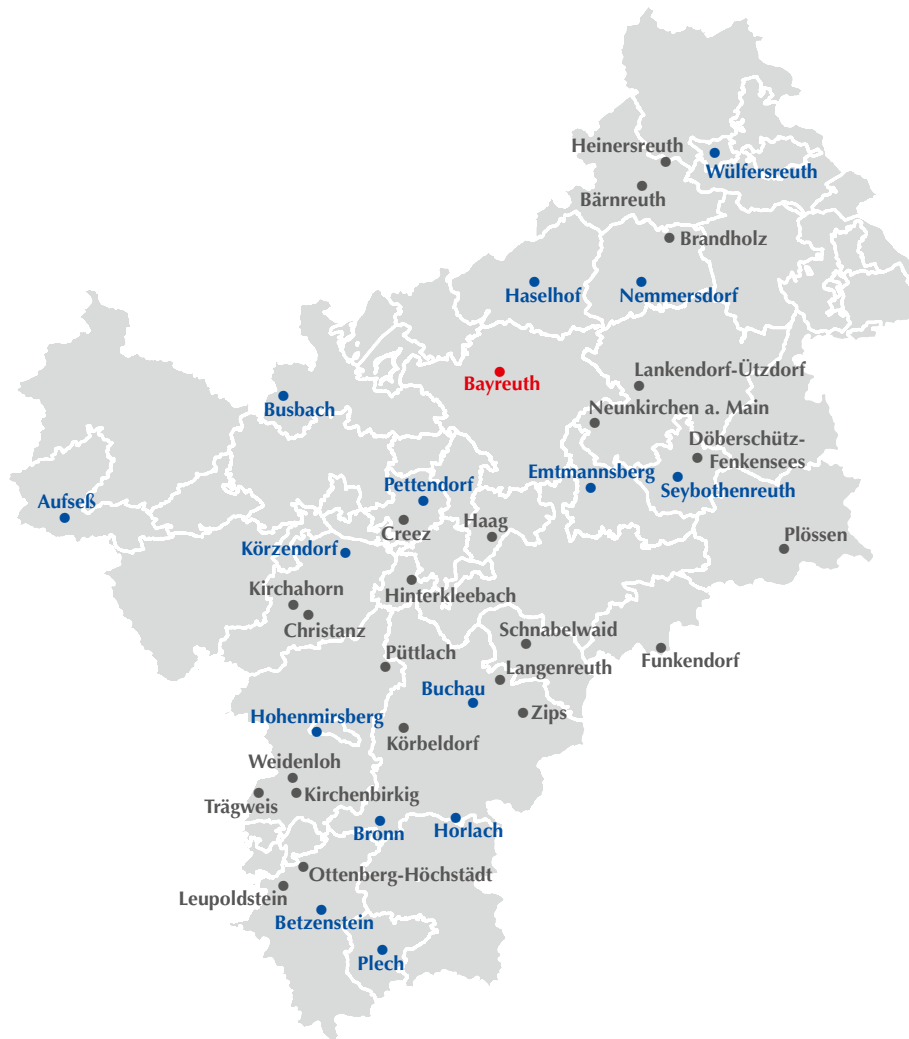 Heinersreuth
Wülfersreuth
Bärnreuth
Brandholz
Haselhof
Nemmersdorf
Lankendorf-Ützdorf
Bayreuth
Busbach
Neunkirchen a. Main
Döberschütz-
Fenkensees
Emtmannsberg
Pettendorf
Seybothenreuth
Aufseß
Haag
Creez
Plössen
Körzendorf
Kirchahorn
Hinterkleebach
Christanz
Schnabelwaid
Püttlach
Funkendorf
Langenreuth
Buchau
Zips
Hohenmirsberg
Körbeldorf
Weidenloh
Trägweis
Kirchenbirkig
Bronn
Horlach
Ottenberg-Höchstädt
Leupoldstein
Betzenstein
Plech